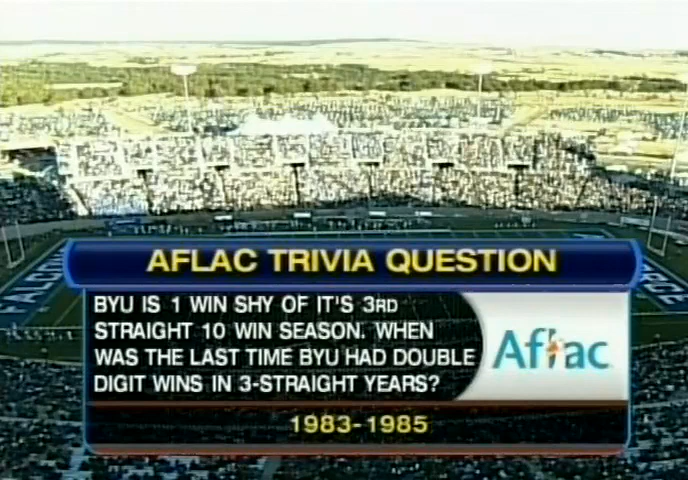 AFLAC TRIVIA QUESTION
BYU IS 1 WIN SHY OF IT'S 3RD
STRAIGHT 10 WIN SEASON. WHEN
WAS THE LAST TIME BYU HAD DOUBLE
DIGIT WINS IN 3-STRAIGHT YEARS?
Aflac
1983-1985